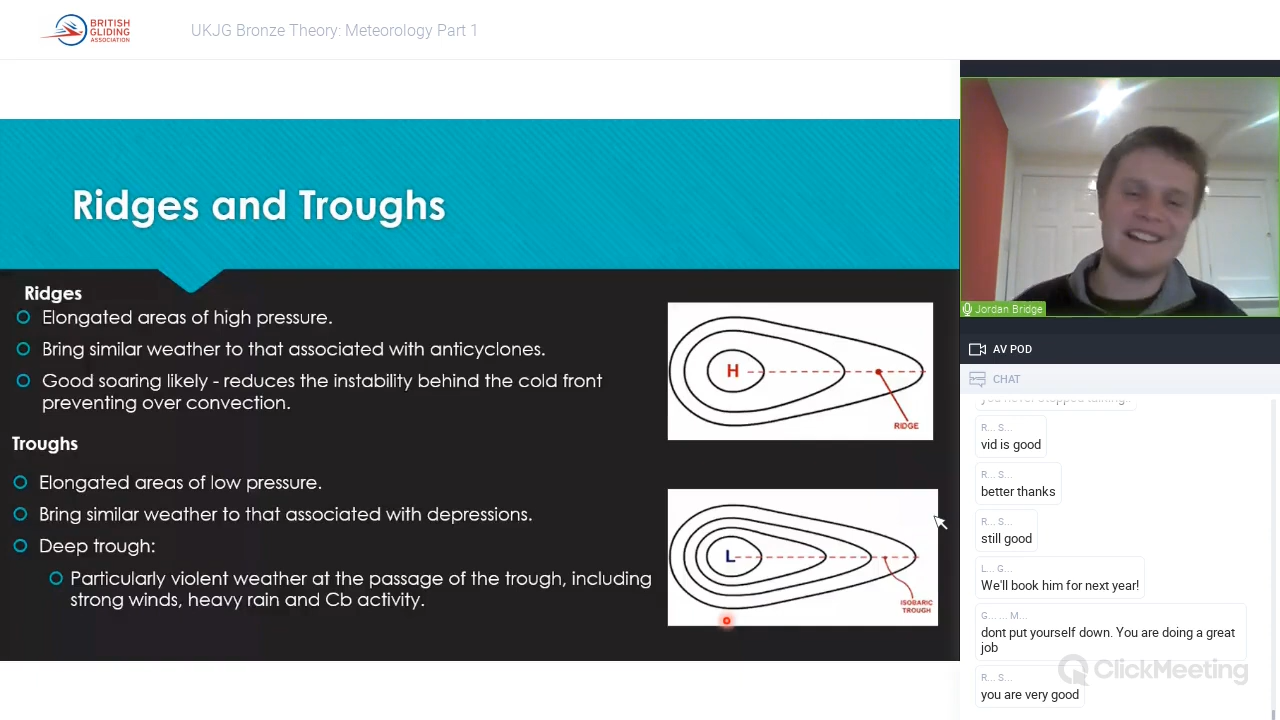 BRITISH
GLIDING
ASSOCIATION
UKJG Bronze Theory: Meteorology Part 1
Ridges and Troughs
Ridges
Elongated areas of high pressure.
Bring similar weather to that associated with anticyclones.
Good soaring likely - reduces the instability behind the cold front
preventing over convection.
Troughs
Elongated areas of low pressure.
Bring similar weather to that associated with depressions.
Deep trough:
Particularly violent weather at the passage of the trough, including
strong winds, heavy rain and Cb activity.
H
RIDGE
L
ISOBARIC
TROUGH
Jordan Bridge
AV POD
CHAT
you never stopped
R... S...
vid is good
R... S...
better thanks
R... S...
still good
L... G...
We'll book him for next year!
G... ... M...
dont put yourself down. You are doing a great
job
R... S...
you are very good
ClickMeeting